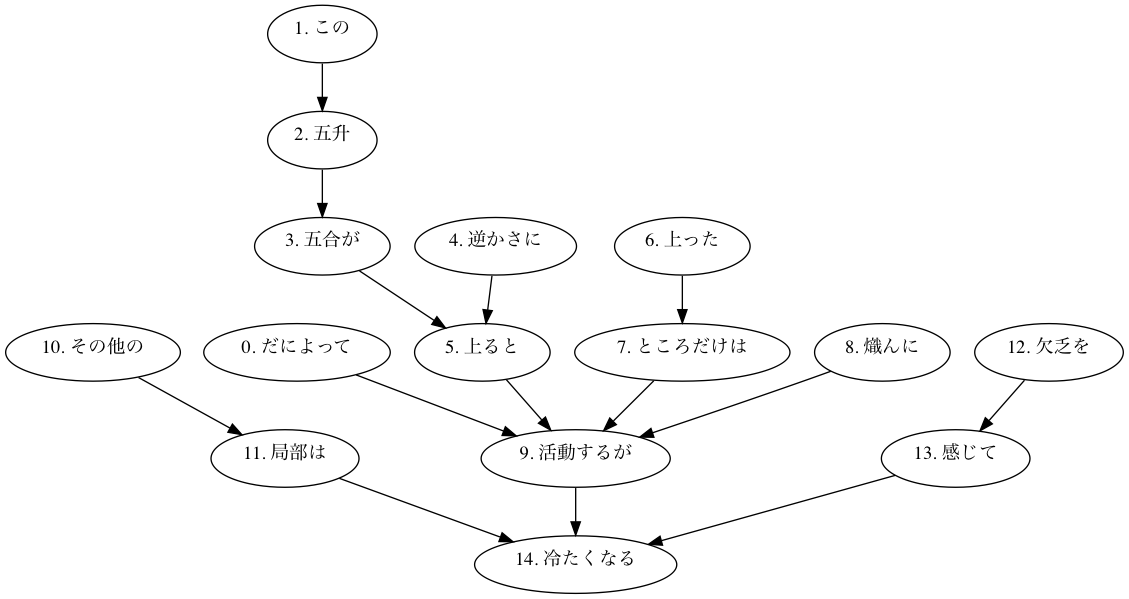 1. この
2. 五升
3. 五合が
4. 逆かさに
6. 上った
10. その他の
0. だによって
5. 上ると
7. ところだけは
8. 熾んに
12. 欠乏を
11. 局部は
9. 活動するが
13. 感じて
14. 冷たくなる